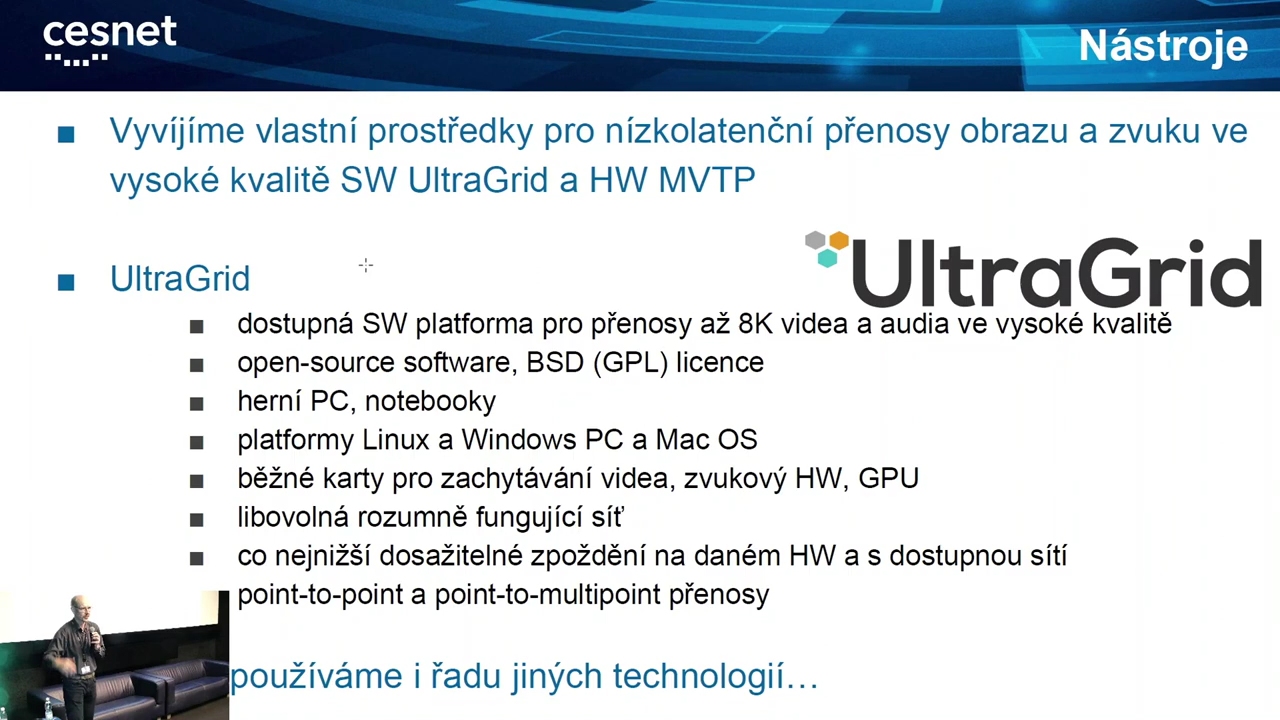 cesnet
Nástroje
Vyvíjíme vlastní prostředky pro nízkolatenční přenosy obrazu a zvuku ve
vysoké kvalitě SW UltraGrid a HW MVTP
UltraGrid
UltraGrid
dostupná SW platforma pro přenosy až 8K videa a audia ve vysoké kvalitě
open-source software, BSD (GPL) licence
herní PC, notebooky
platformy Linux a Windows PC a Mac OS
běžné karty pro zachytávání videa, zvukový HW, GPU
libovolná rozumně fungující síť
co nejnižší dosažitelné zpoždění na daném HW a s dostupnou sítí
point-to-point a point-to-multipoint přenosy
používáme i řadu jiných technologií…